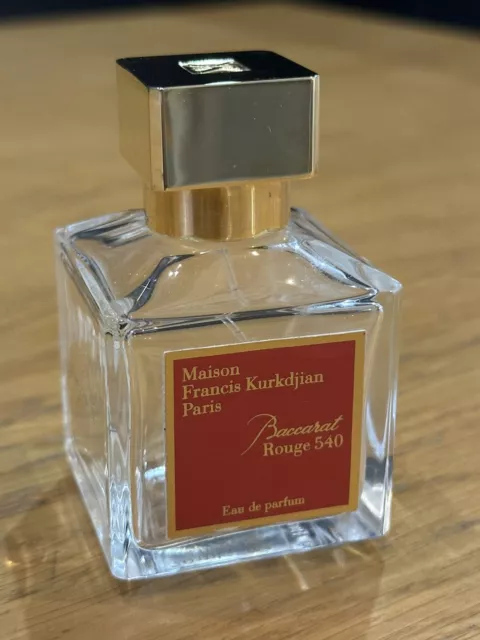 Maison
Francis Kurkdjian
Paris
Baccarat
Rouge 540
Eau de parfum